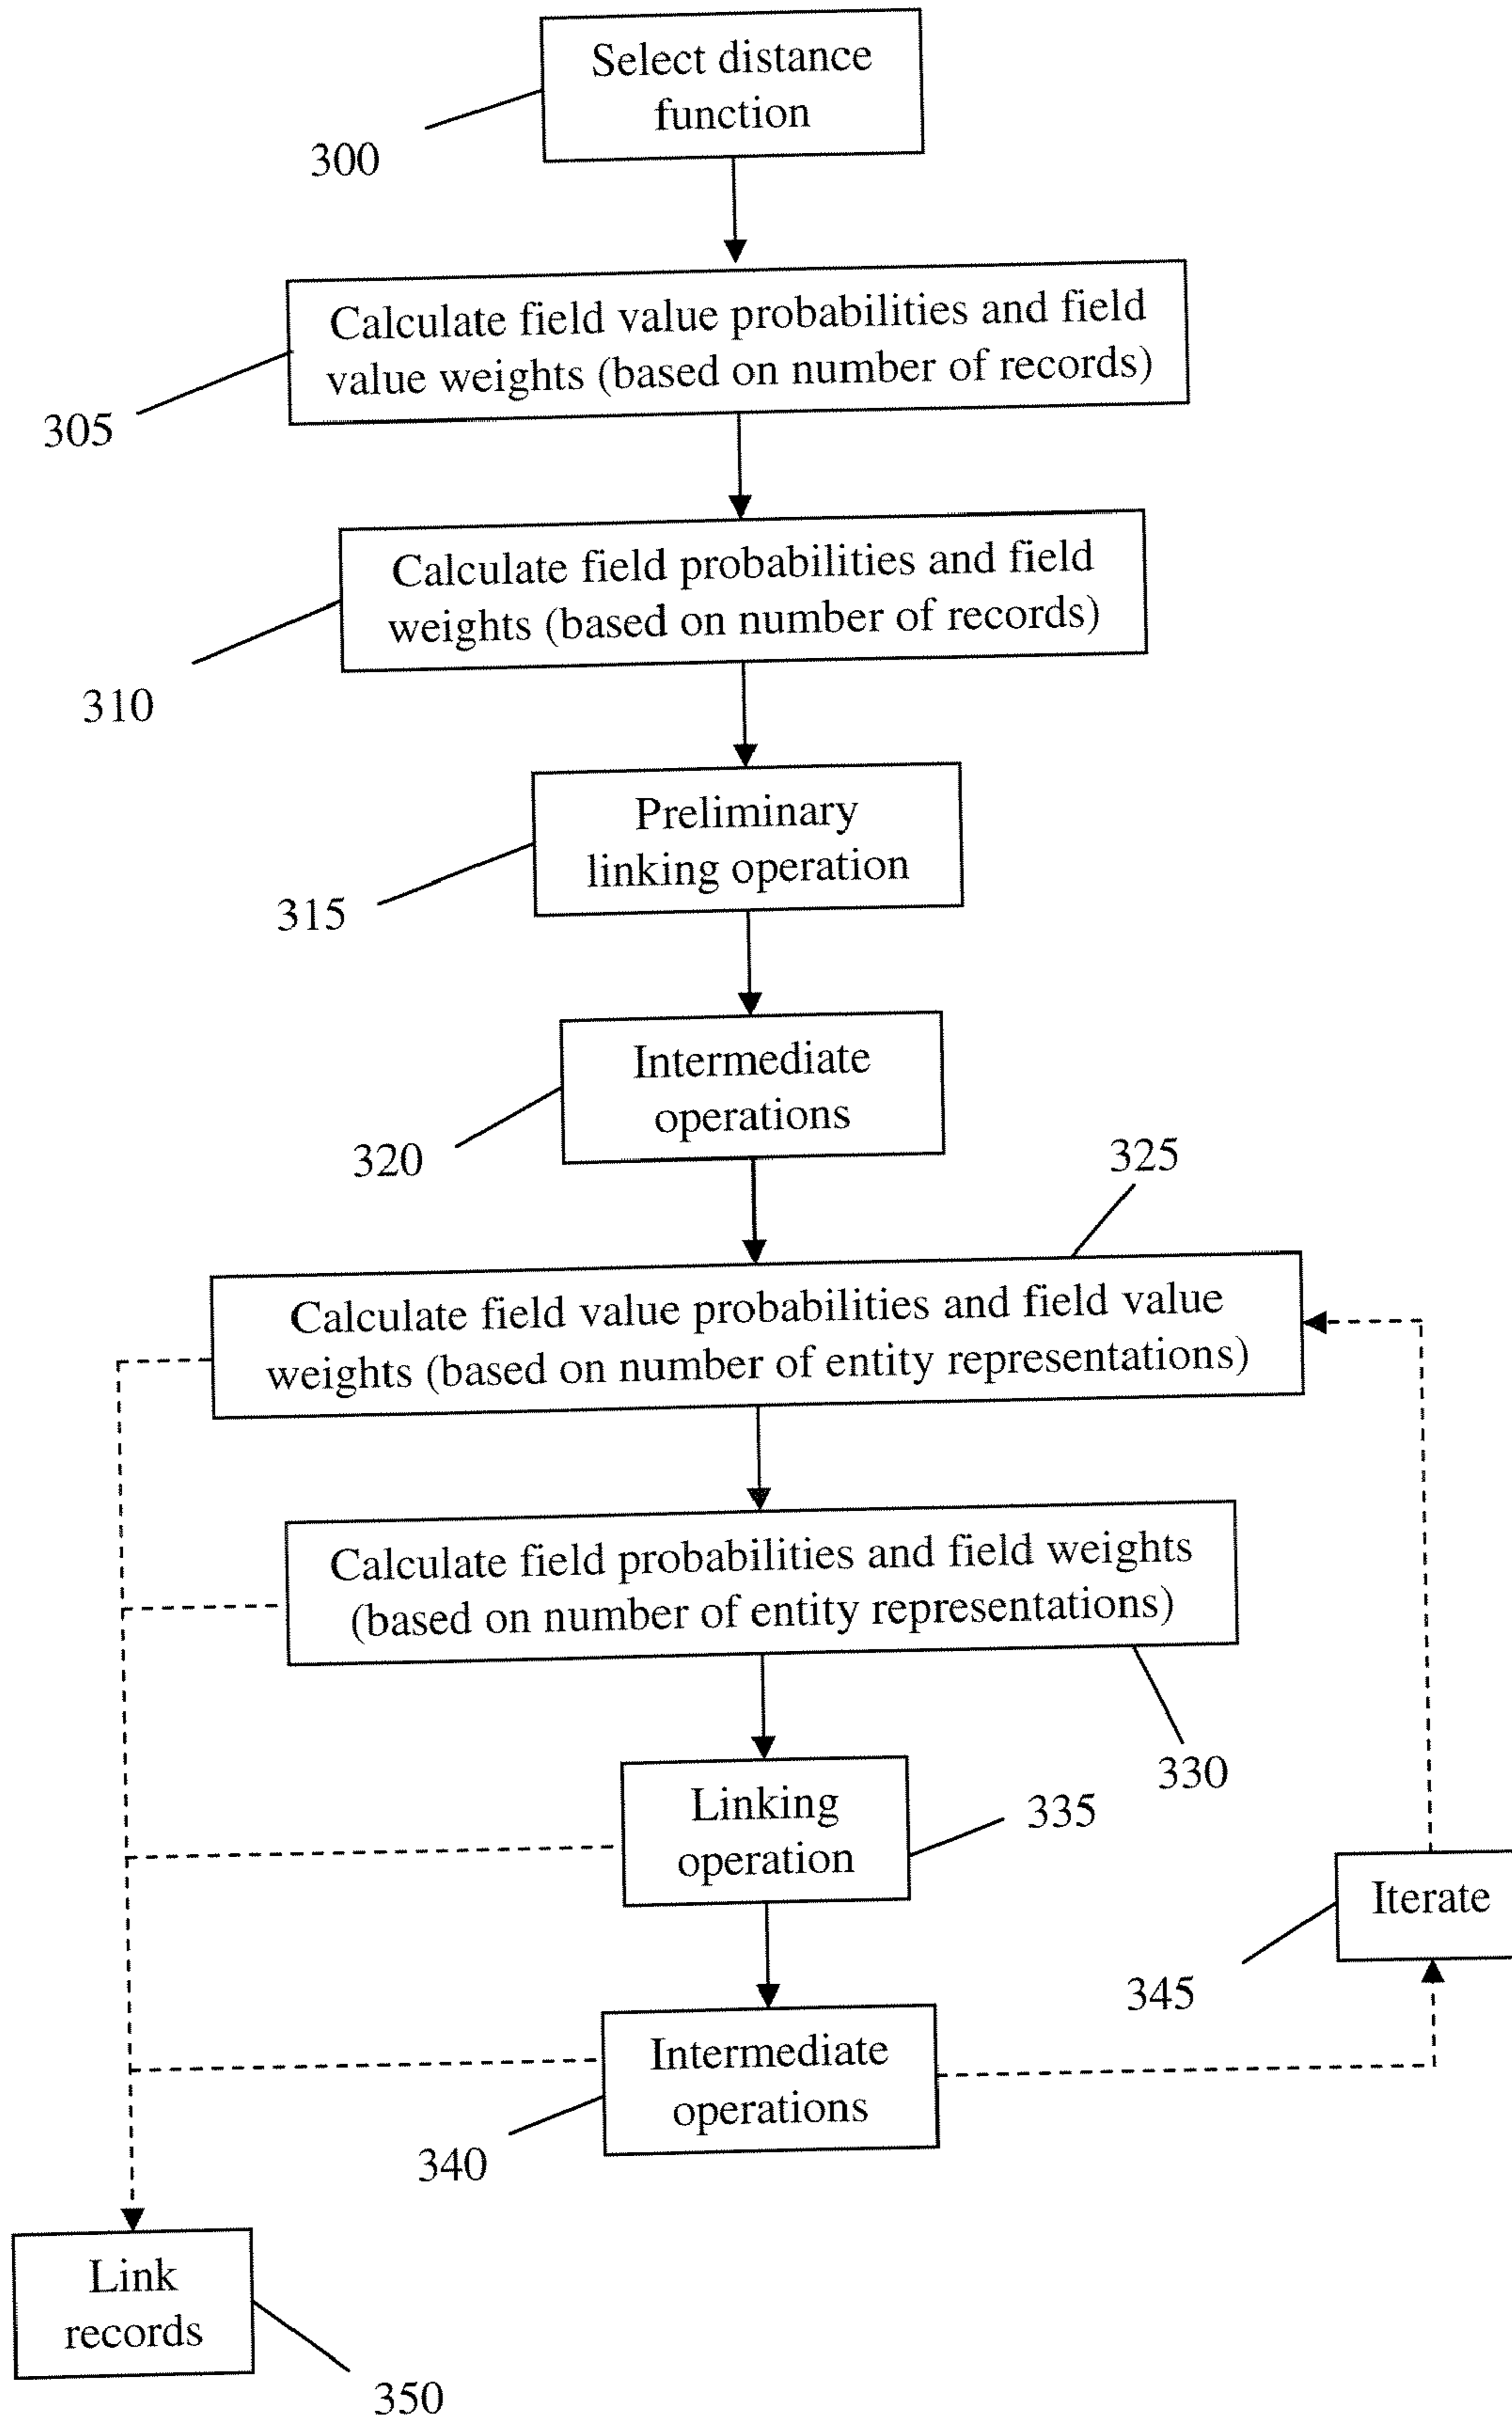 Select distance
function
300
Calculate field value probabilities and field
value weights (based on number of records)
305
Calculate field probabilities and field
weights (based on number of records)
310
Preliminary
linking operation
315
Intermediate
operations
320
325
Calculate field value probabilities and field value
weights (based on number of entity representations)
Calculate field probabilities and field weights
(based on number of entity representations)
330
Linking
operation
335
Iterate
345
Intermediate
operations
340
Link
records
350